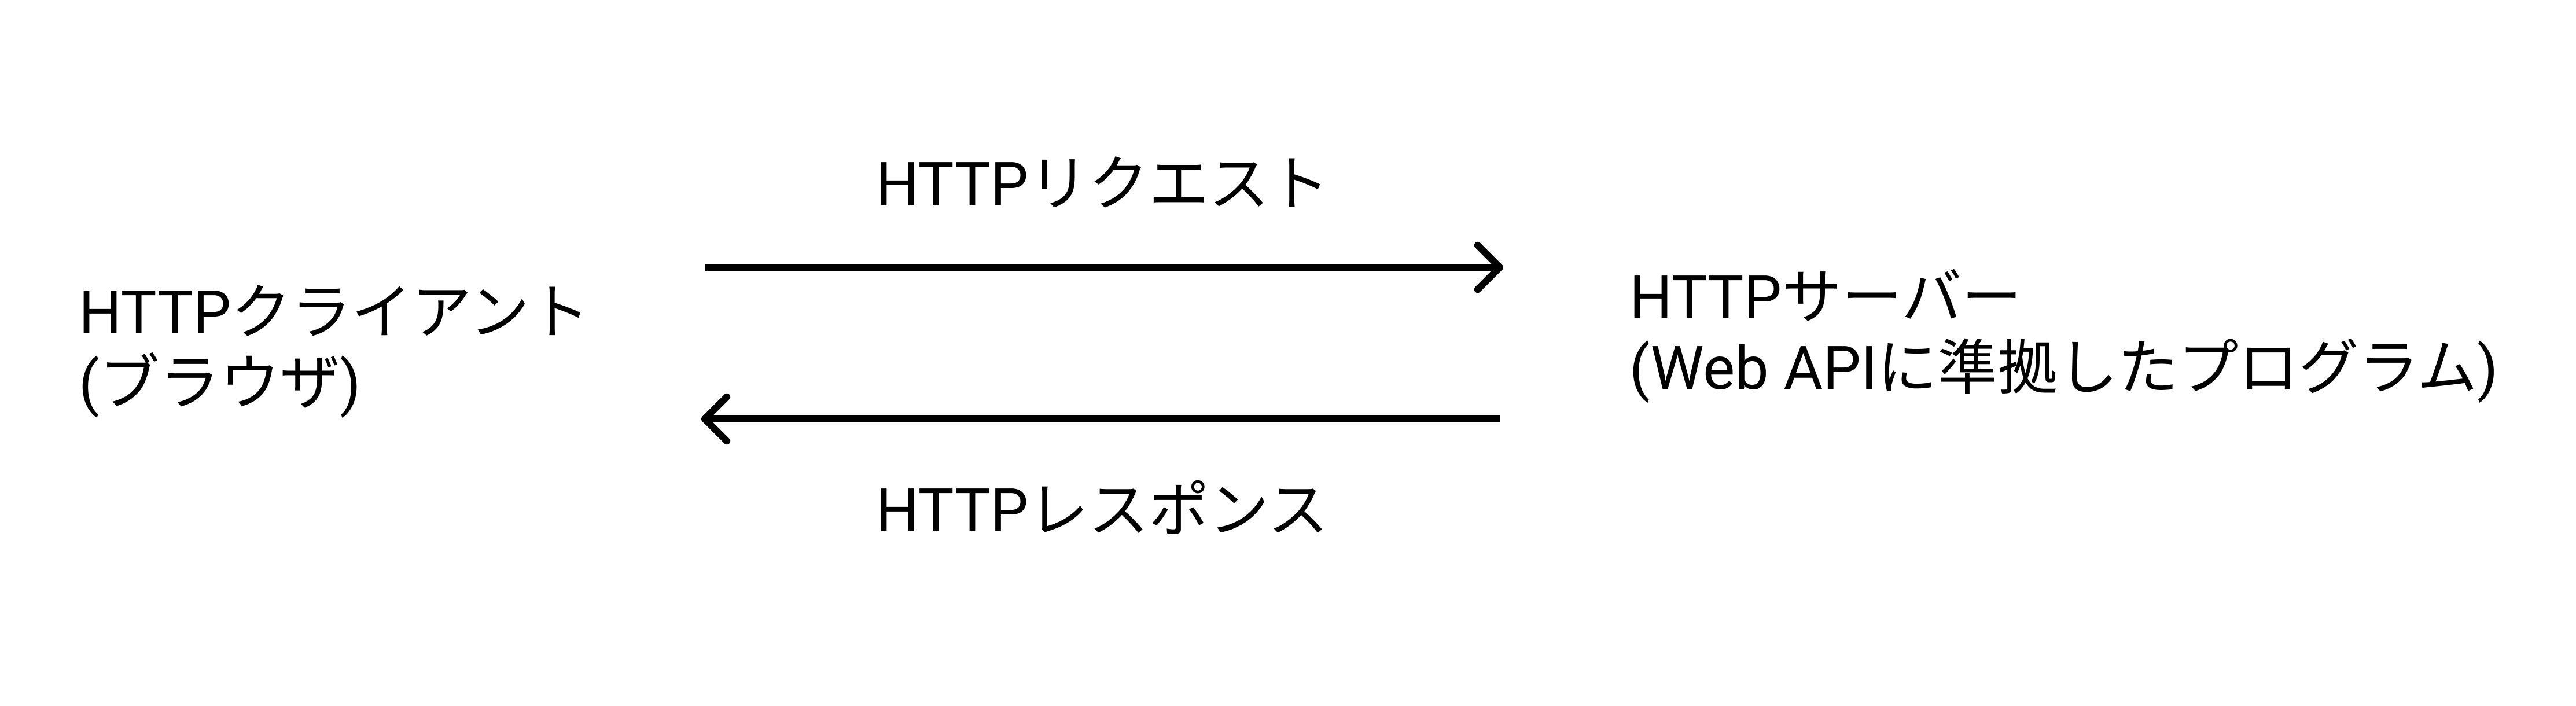 HTTPリクエスト
HTTPクライアント
(ブラウザ)
HTTPサーバー
(Web APIに準拠したプログラム)
HTTPレスポンス